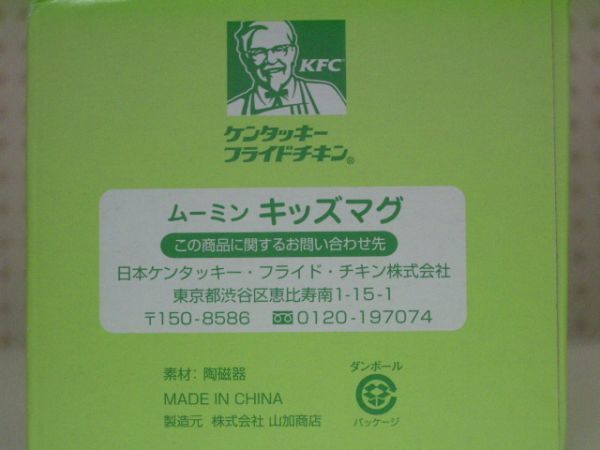 KFC
ケンタッキー
フライドチキン®
ムーミン キッズマグ
この商品に関するお問い合わせ先
日本ケンタッキー・フライド・チキン株式会社
東京都渋谷区恵比寿南1-15-1
〒150-8586 0120-197074
素材: 陶磁器
MADE IN CHINA
製造元 株式会社 山加商店
ダンボール
パッケージ